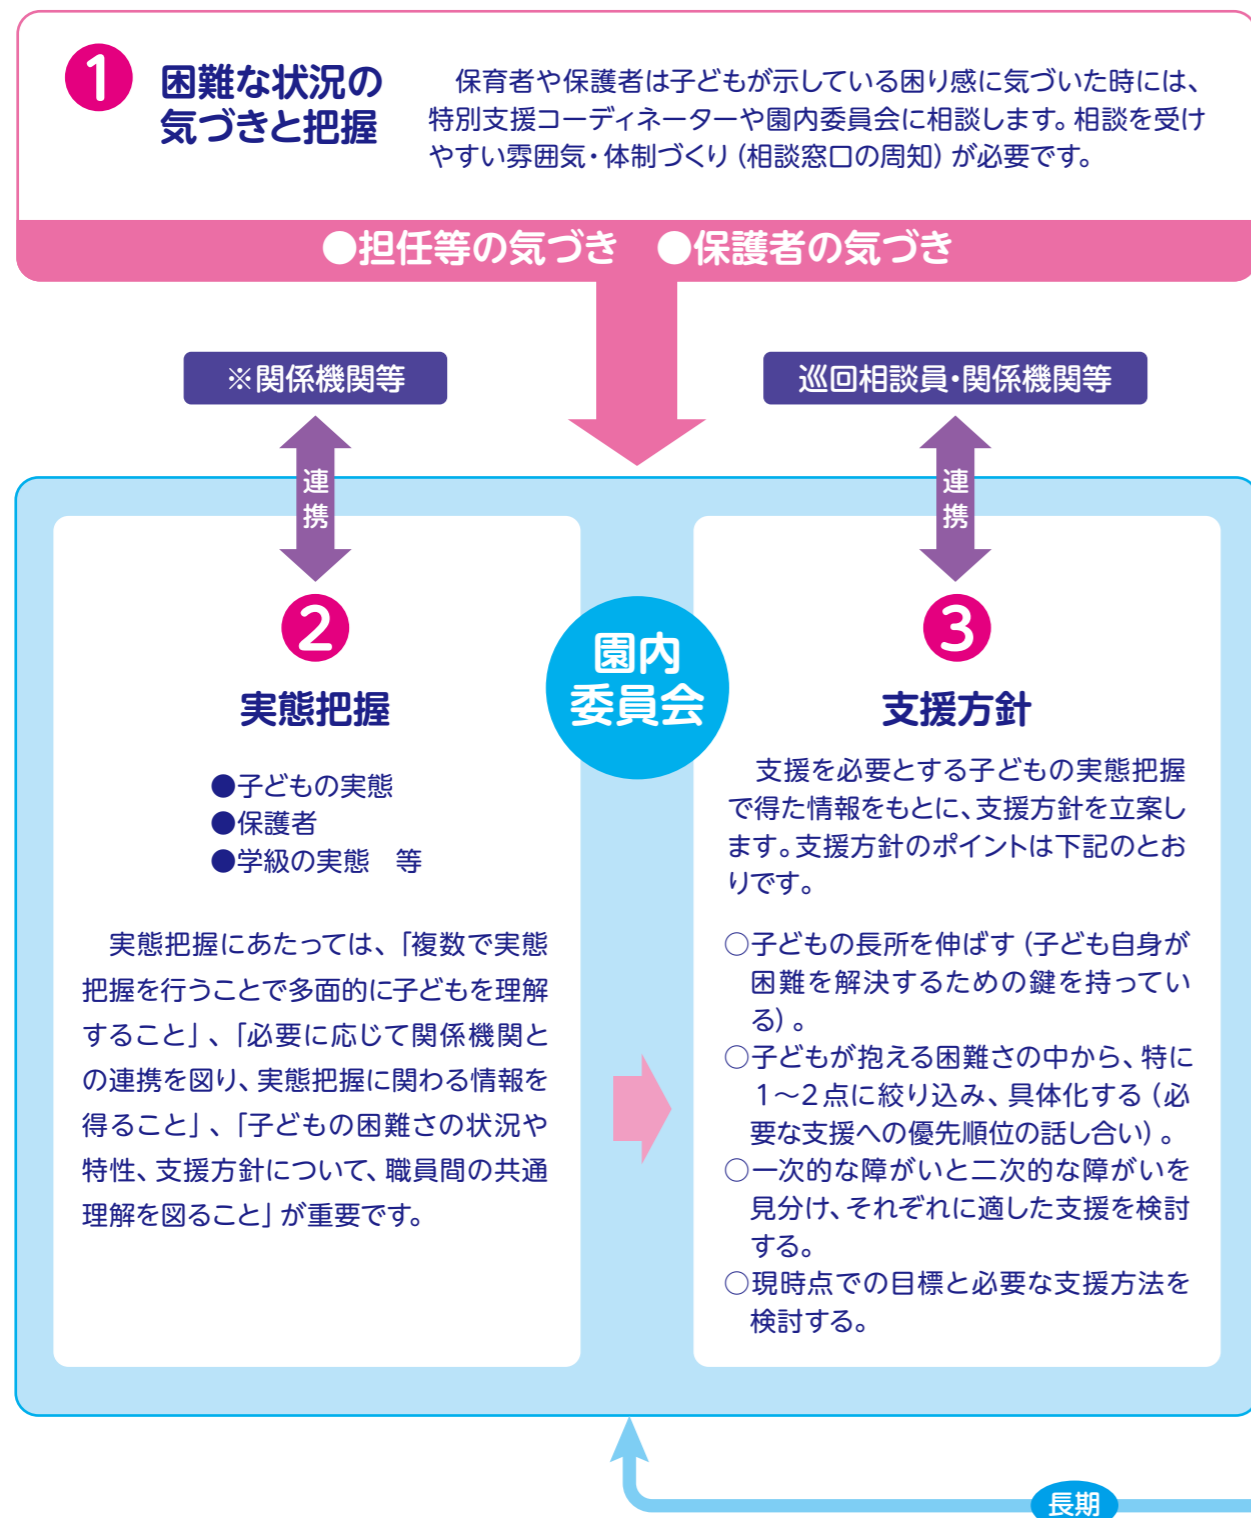 1
困難な状況の
気づきと把握
保育者や保護者は子どもが示している困り感に気づいた時には、
特別支援コーディネーターや園内委員会に相談します。相談を受け
やすい雰囲気・体制づくり（相談窓口の周知）が必要です。
●担任等の気づき　●保護者の気づき
※関係機関等
連携
2
実態把握
●子どもの実態
●保護者
●学級の実態　等
実態把握にあたっては、「複数で実態
把握を行うことで多面的に子どもを理解
すること」、「必要に応じて関係機関と
の連携を図り、実態把握に関わる情報を
得ること」、「子どもの困難さの状況や
特性、支援方針について、職員間の共通
理解を図ること」が重要です。
園内
委員会
巡回相談員・関係機関等
連携
3
支援方針
支援を必要とする子どもの実態把握
で得た情報をもとに、支援方針を立案し
ます。支援方針のポイントは下記のとお
りです。
○子どもの長所を伸ばす（子ども自身が
困難を解決するための鍵を持ってい
る）。
○子どもが抱える困難さの中から、特に
1～2点に絞り込み、具体化する（必
要な支援への優先順位の話し合い）。
○一次的な障がいと二次的な障がいを
見分け、それぞれに適した支援を検討
する。
○現時点での目標と必要な支援方法を
検討する。
長期